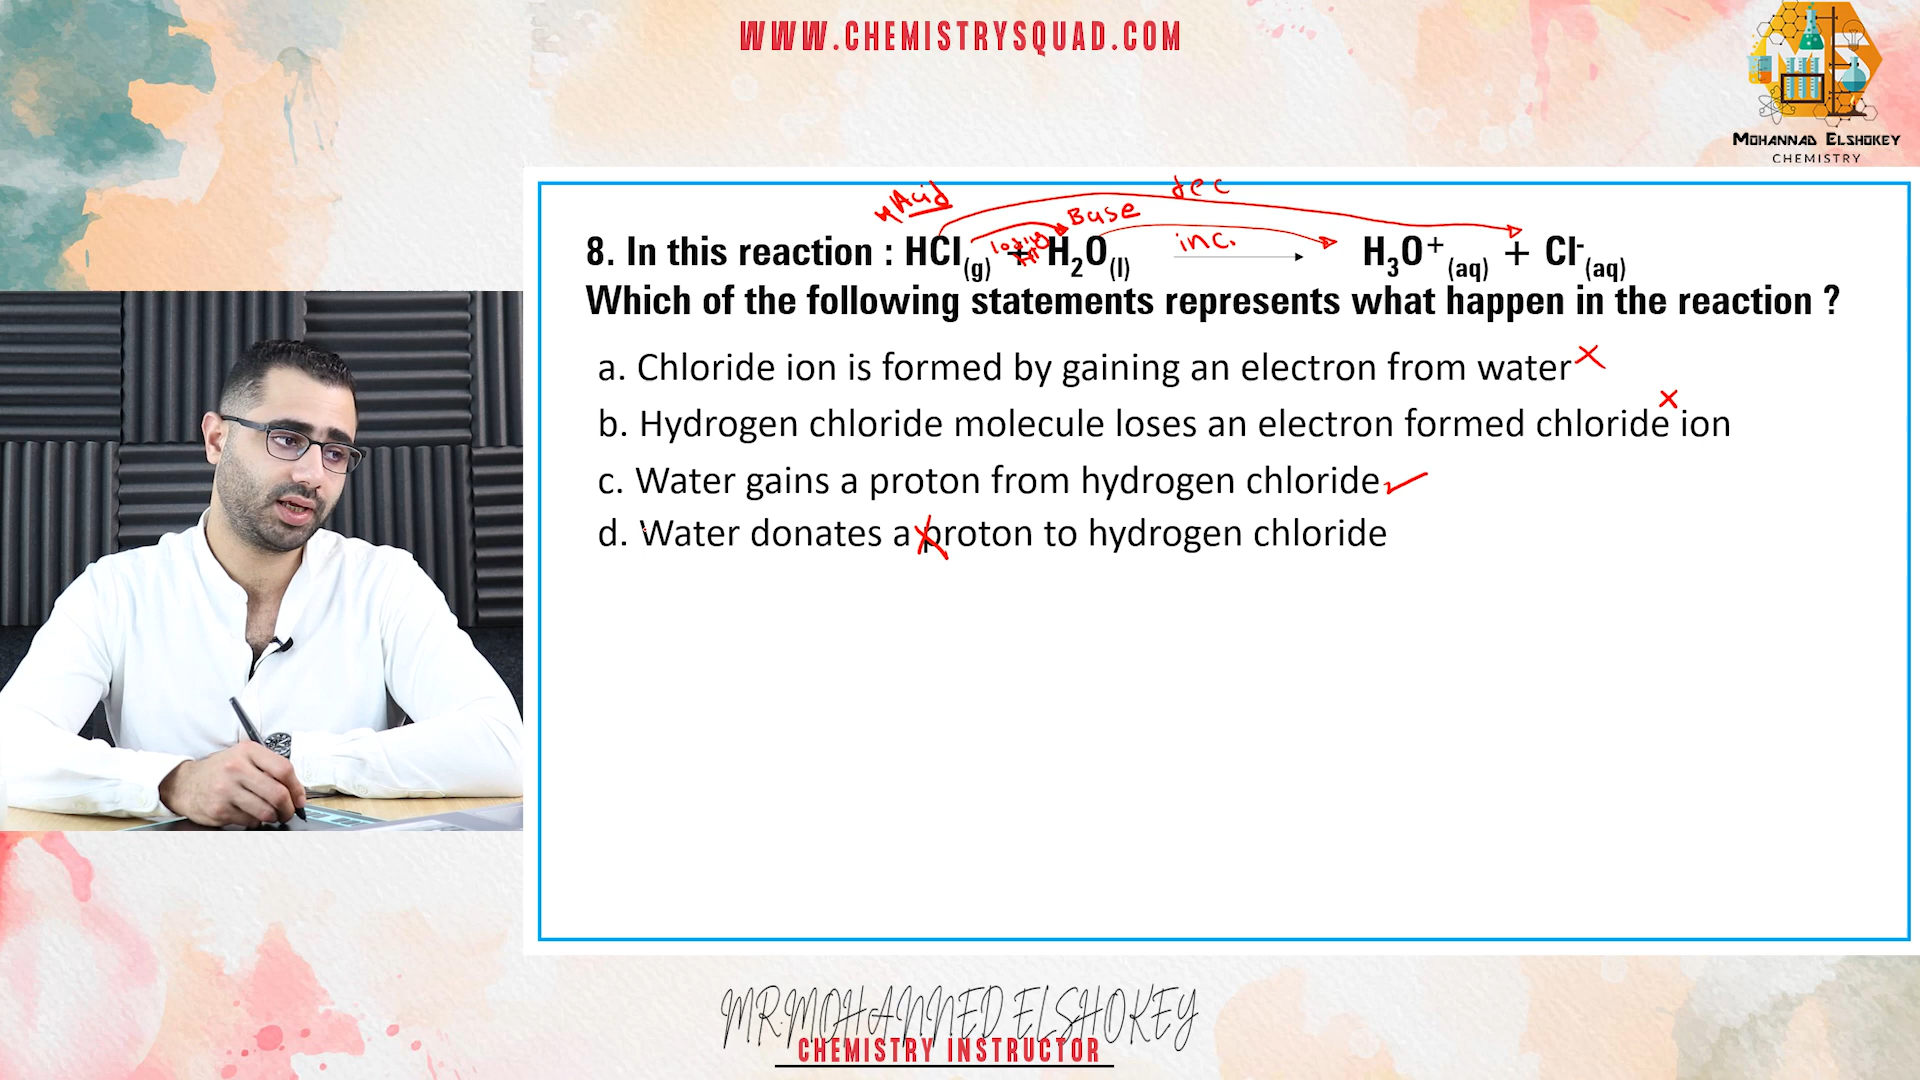 WWW.CHEMISTRYSQUAD.COM
MS
MOHANNAD ELSHOKEY
CHEMISTRY
Acid
dec
Base
inc.
8. In this reaction : HCl(g) + H₂O(l) → H₃O⁺(aq) + Cl⁻(aq)
Which of the following statements represents what happen in the reaction ?
a. Chloride ion is formed by gaining an electron from water
b. Hydrogen chloride molecule loses an electron formed chloride ion
c. Water gains a proton from hydrogen chloride
d. Water donates a proton to hydrogen chloride
MR.MOHANNED ELSHOKEY
CHEMISTRY INSTRUCTOR